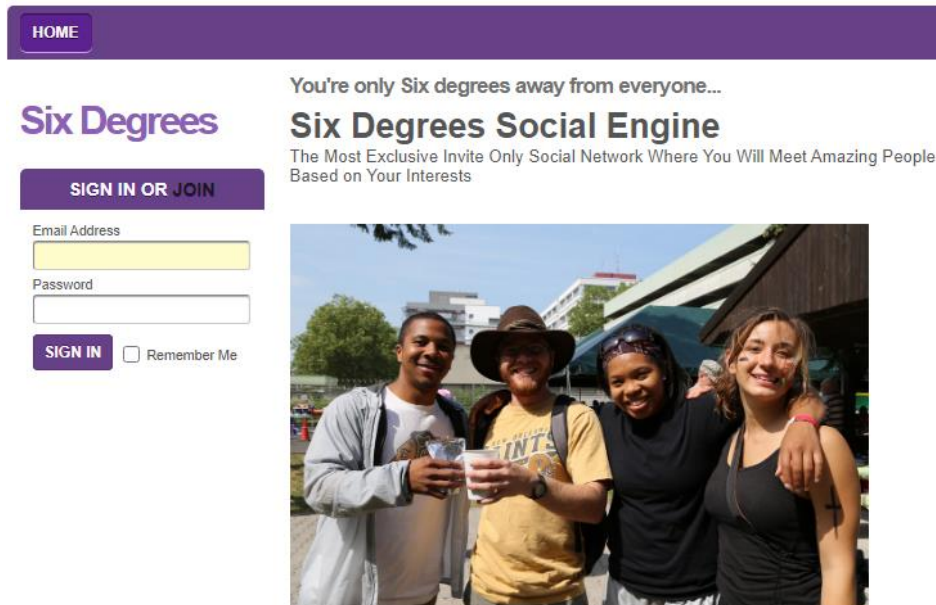 HOME
Six Degrees
SIGN IN OR JOIN
Email Address
Password
SIGN IN
Remember Me
You're only Six degrees away from everyone...
Six Degrees Social Engine
The Most Exclusive Invite Only Social Network Where You Will Meet Amazing People
Based on Your Interests